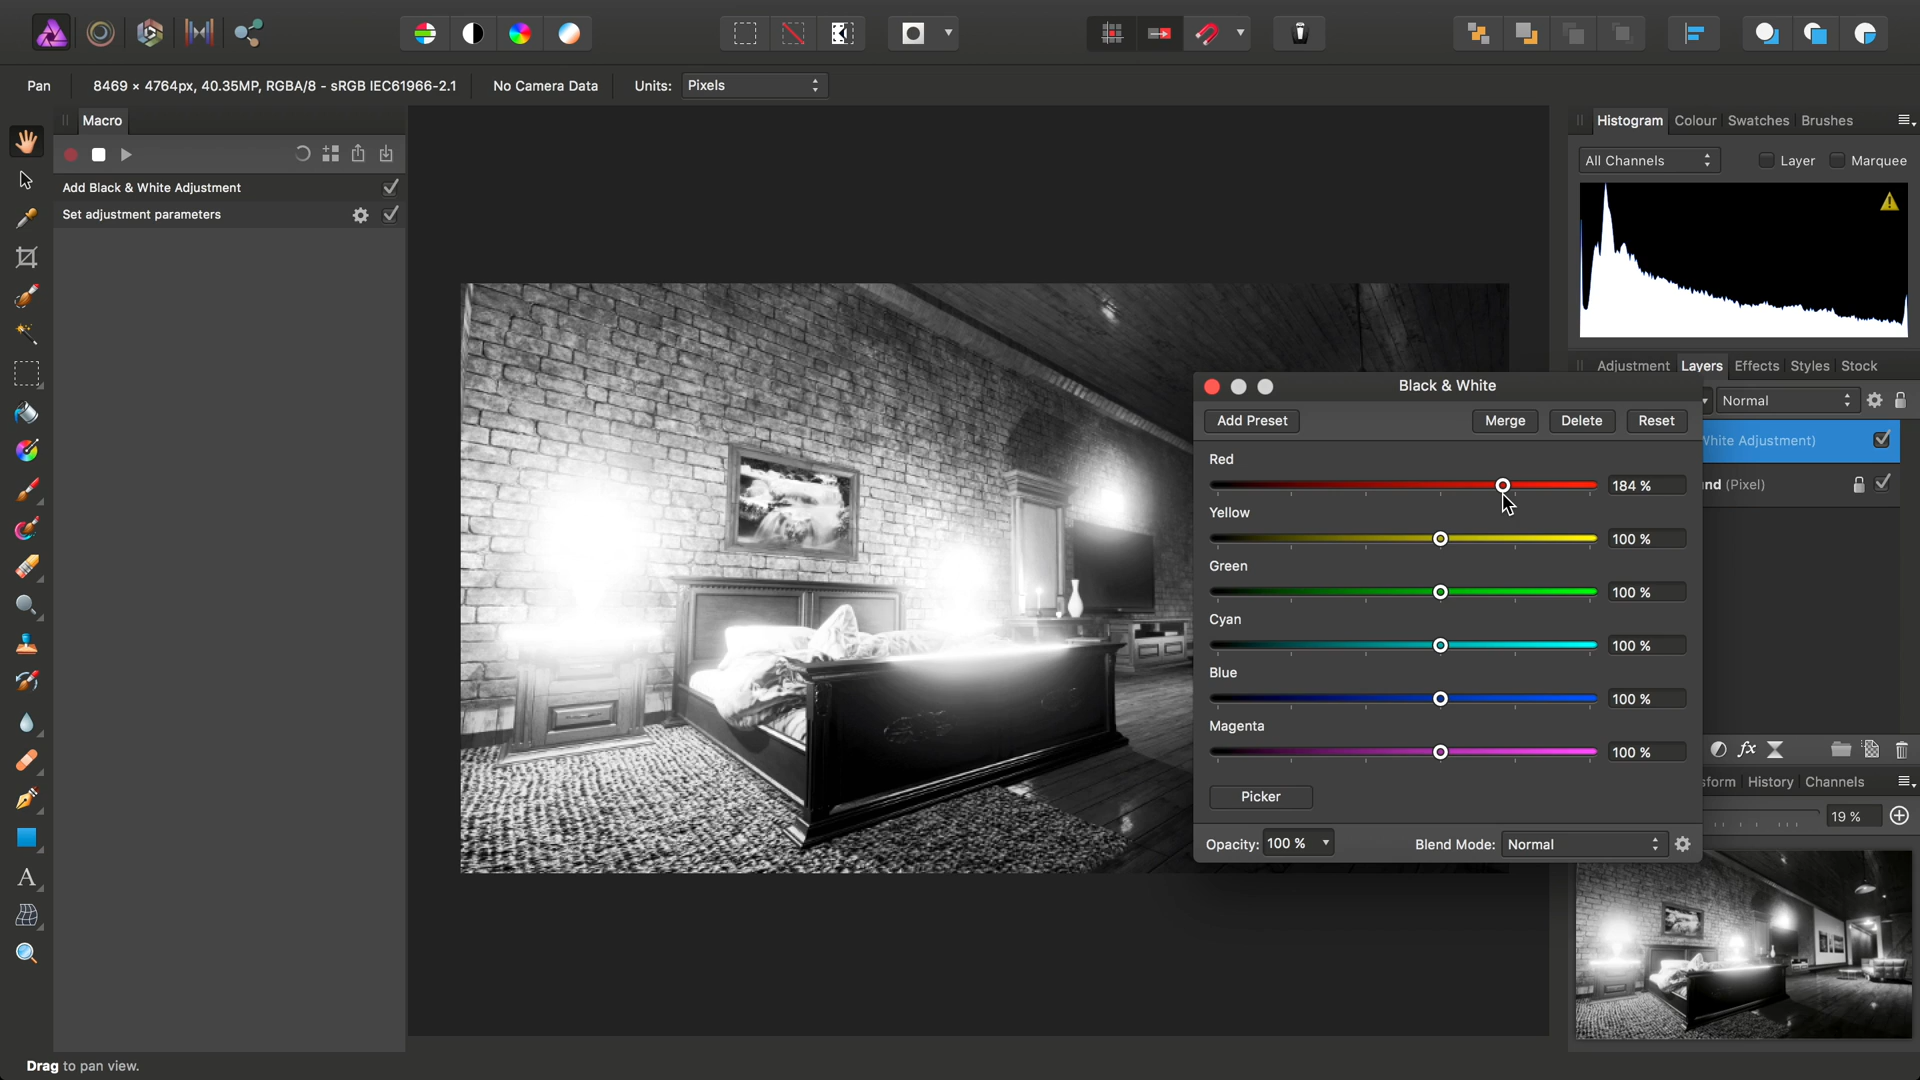 Pan
8469 × 4764px, 40.35MP, RGBA/8 - sRGB IEC61966-2.1
No Camera Data
Units: Pixels
Macro
Add Black & White Adjustment
Set adjustment parameters
Histogram Colour Swatches Brushes
All Channels
Layer
Marquee
Adjustment Layers Effects Styles Stock
Normal
White Adjustment)
nd (Pixel)
Black & White
Add Preset
Merge
Delete
Reset
Red
184 %
Yellow
100 %
Green
100 %
Cyan
100 %
Blue
100 %
Magenta
100 %
Picker
Opacity: 100 %
Blend Mode: Normal
sform History Channels
19 %
Drag to pan view.